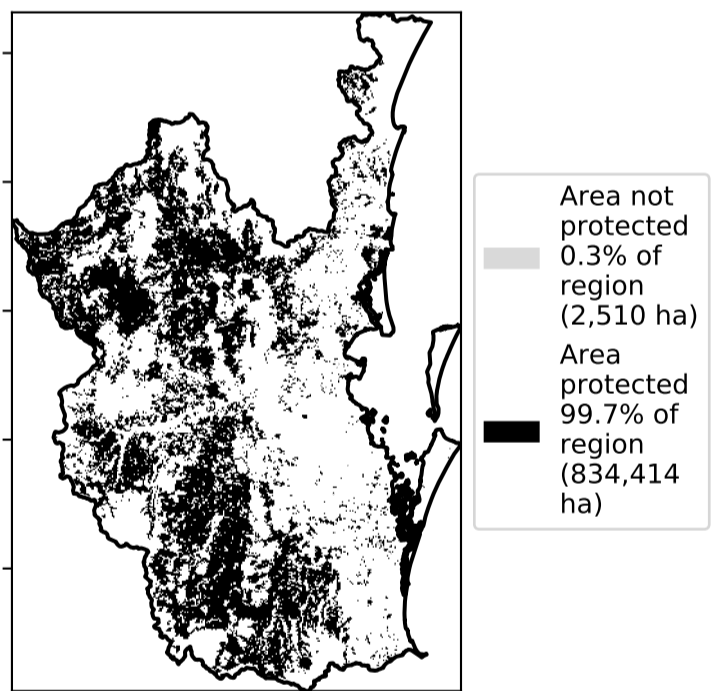 Area not
protected
0.3% of
region
(2,510 ha)
Area
protected
99.7% of
region
(834,414
ha)